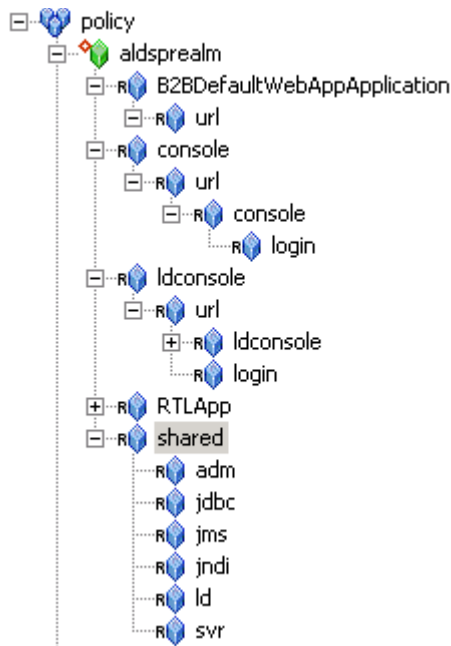 policy
aldsprealm
R B2BDefaultWebAppApplication
R url
R console
R url
R console
R login
R ldconsole
R url
R ldconsole
R login
R RTLApp
R shared
R adm
R jdbc
R jms
R jndi
R ld
R svr